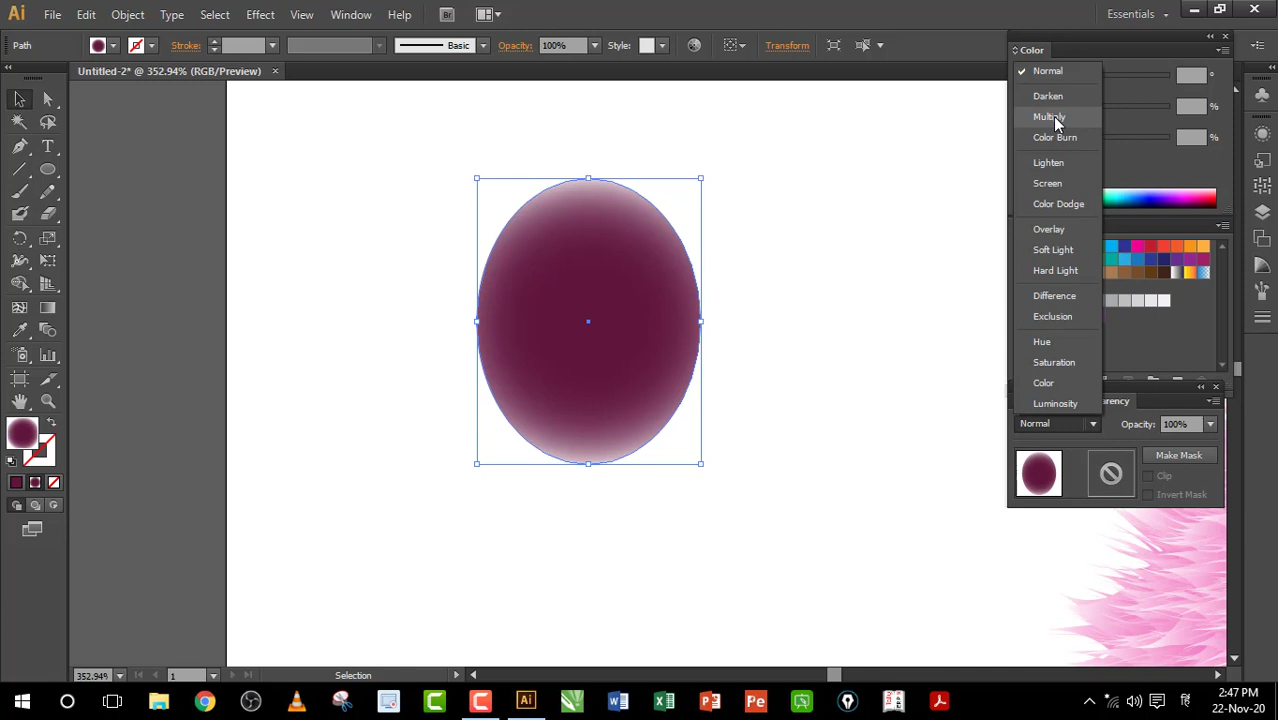 Ai File Edit Object Type Select Effect View Window Help Br Essentials
Path Stroke: Basic Opacity: 100% Style: Transform Color
Untitled-2* @ 352.94% (RGB/Preview)
Normal °
Darken
Multiply %
Color Burn %
Lighten
Screen
Color Dodge
Overlay
Soft Light
Hard Light
Difference
Exclusion
Hue
Saturation
Color
Luminosity
Normal Opacity: 100%
Make Mask
Clip
Invert Mask
352.94% 1 Selection
Ai Pe 2:47 PM
22-Nov-20